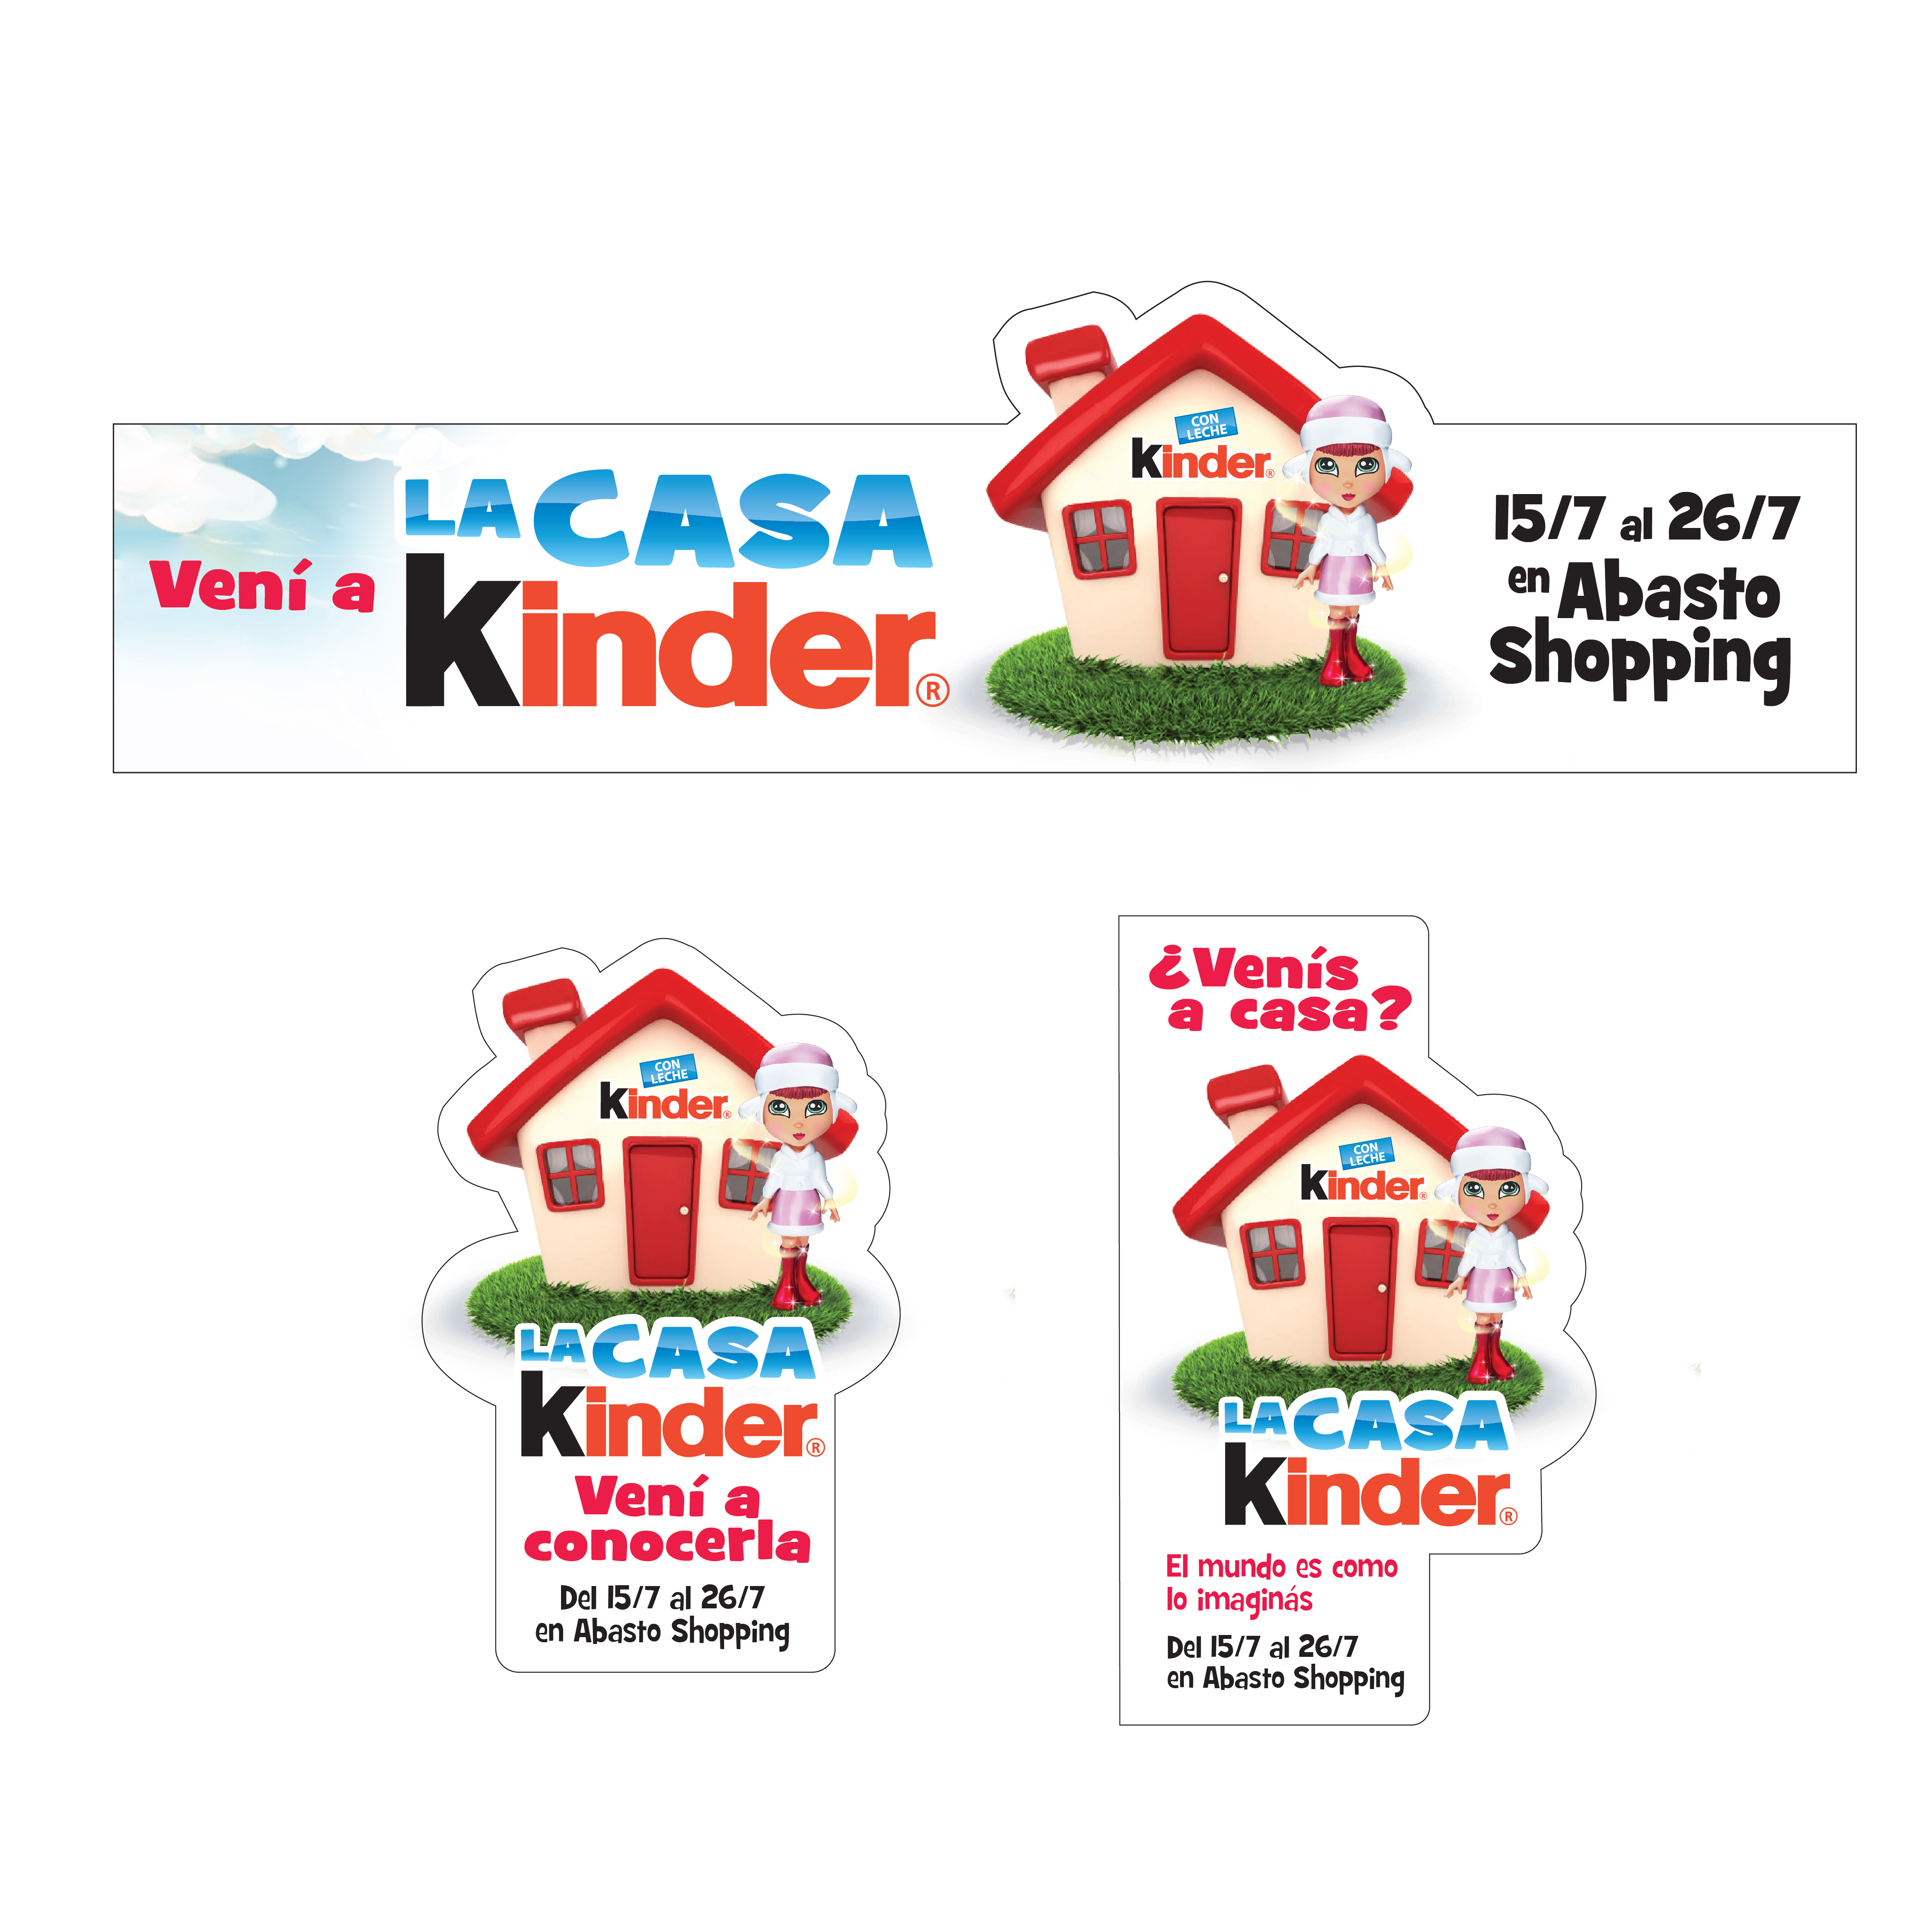 Vení a
LA CASA
Kinder®
CON
LECHE
Kinder®
15/7 al 26/7
en Abasto
Shopping
CON
LECHE
Kinder®
LA CASA
Kinder®
Vení a
conocerla
Del 15/7 al 26/7
en Abasto Shopping
¿Venís
a casa?
CON
LECHE
Kinder®
LA CASA
Kinder®
El mundo es como
lo imaginás
Del 15/7 al 26/7
en Abasto Shopping